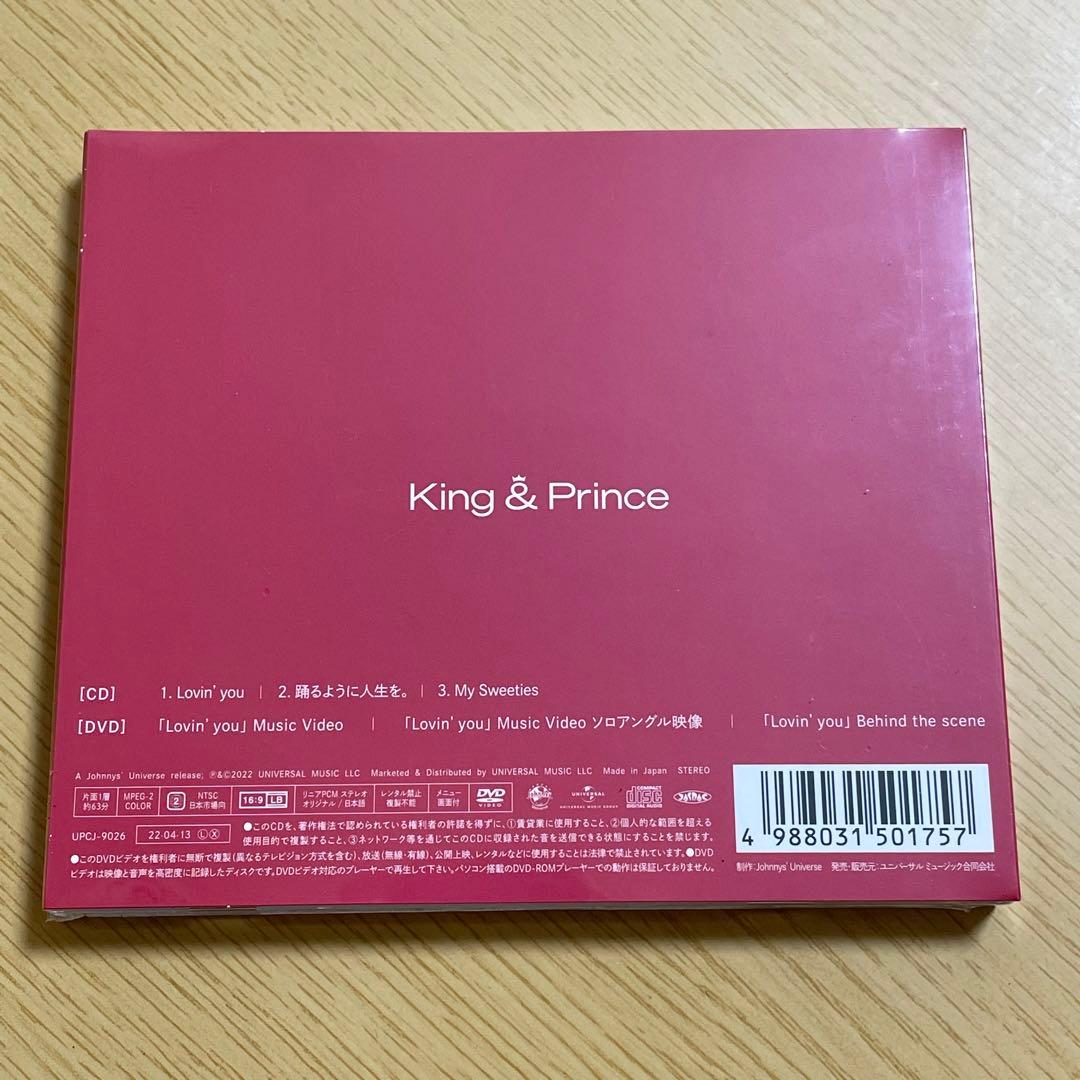 King & Prince
[CD] 1. Lovin' you | 2. 踊るように人生を。 | 3. My Sweeties
[DVD] 「Lovin' you」 Music Video | 「Lovin' you」 Music Video ソロアングル映像 | 「Lovin' you」 Behind the scene
A Johnnys' Universe release; ℗&©2022 UNIVERSAL MUSIC LLC Marketed & Distributed by UNIVERSAL MUSIC LLC Made in Japan STEREO
片面1層 約63分 MPEG-2 COLOR 2 NTSC 日本市場向 16:9 LB リニアPCM ステレオ オリジナル / 日本語 レンタル禁止 複製不能 メニュー 画面付 DVD VIDEO UNIVERSAL UNIVERSAL MUSIC GROUP COMPACT disc DIGITAL AUDIO
UPCJ-9026 22·04·13 Ⓛ Ⓧ
●このCDを、著作権法で認められている権利者の許諾を得ずに、①賃貸業に使用すること、②個人的な範囲を超える
使用目的で複製すること、③ネットワーク等を通じてこのCDに収録された音を送信できる状態にすることを禁じます。
●このDVDビデオを権利者に無断で複製(異なるテレビジョン方式を含む)、放送(無線・有線)、公開上映、レンタルなどに使用することは法律で禁止されています。●DVD
ビデオは映像と音声を高密度に記録したディスクです。DVDビデオ対応のプレーヤーで再生して下さい。パソコン搭載のDVD-ROMプレーヤーでの動作は保証しておりません。
4 988031 501757
制作:Johnnys' Universe 発売・販売元:ユニバーサル ミュージック合同会社